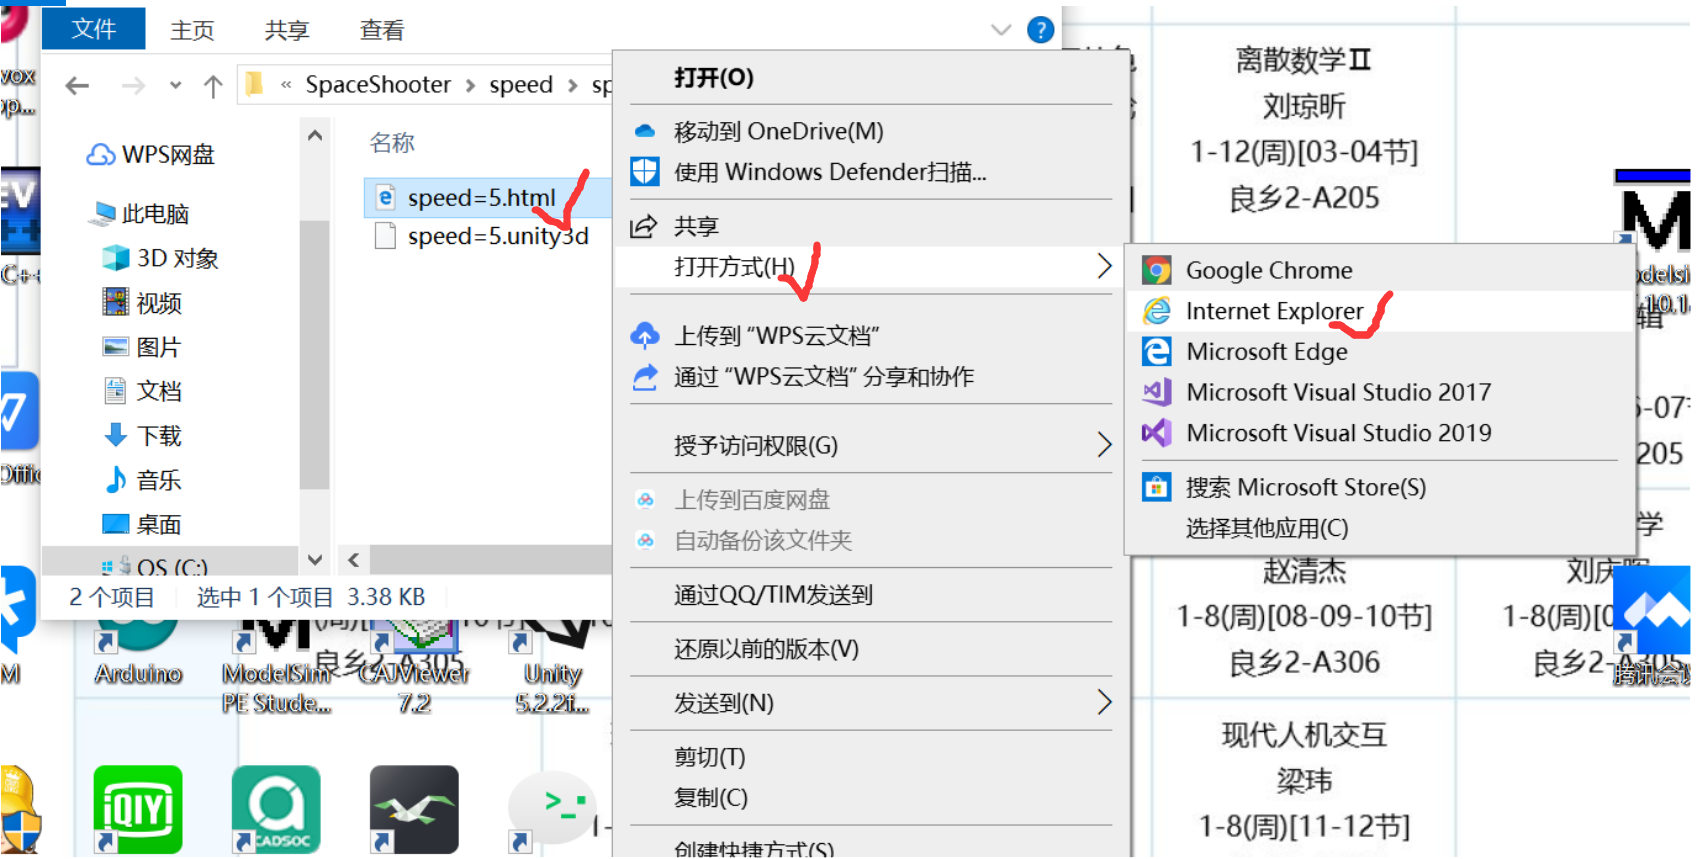 文件 主页 共享 查看
« SpaceShooter > speed > sp
WPS网盘
此电脑
3D 对象
视频
图片
文档
下载
音乐
桌面
OS (C:)
名称
speed=5.html
speed=5.unity3d
2 个项目 选中 1 个项目 3.38 KB
打开(O)
移动到 OneDrive(M)
使用 Windows Defender扫描...
共享
打开方式(H)
上传到 “WPS云文档”
通过 “WPS云文档” 分享和协作
授予访问权限(G)
上传到百度网盘
自动备份该文件夹
通过QQ/TIM发送到
还原以前的版本(V)
发送到(N)
剪切(T)
复制(C)
创建快捷方式(S)
Google Chrome
Internet Explorer
Microsoft Edge
Microsoft Visual Studio 2017
Microsoft Visual Studio 2019
搜索 Microsoft Store(S)
选择其他应用(C)
离散数学Ⅱ
刘琼昕
1-12(周)[03-04节]
良乡2-A205
赵清杰
1-8(周)[08-09-10节]
良乡2-A306
现代人机交互
梁玮
1-8(周)[11-12节]
刘庆晖
1-8(周)[0
良乡2-A305
良乡2-A305
Arduino
ModelSim
PE Stude...
CAJViewer
7.2
Unity
5.2.2f...
iQIYI
CADSOC
205
腾讯会议